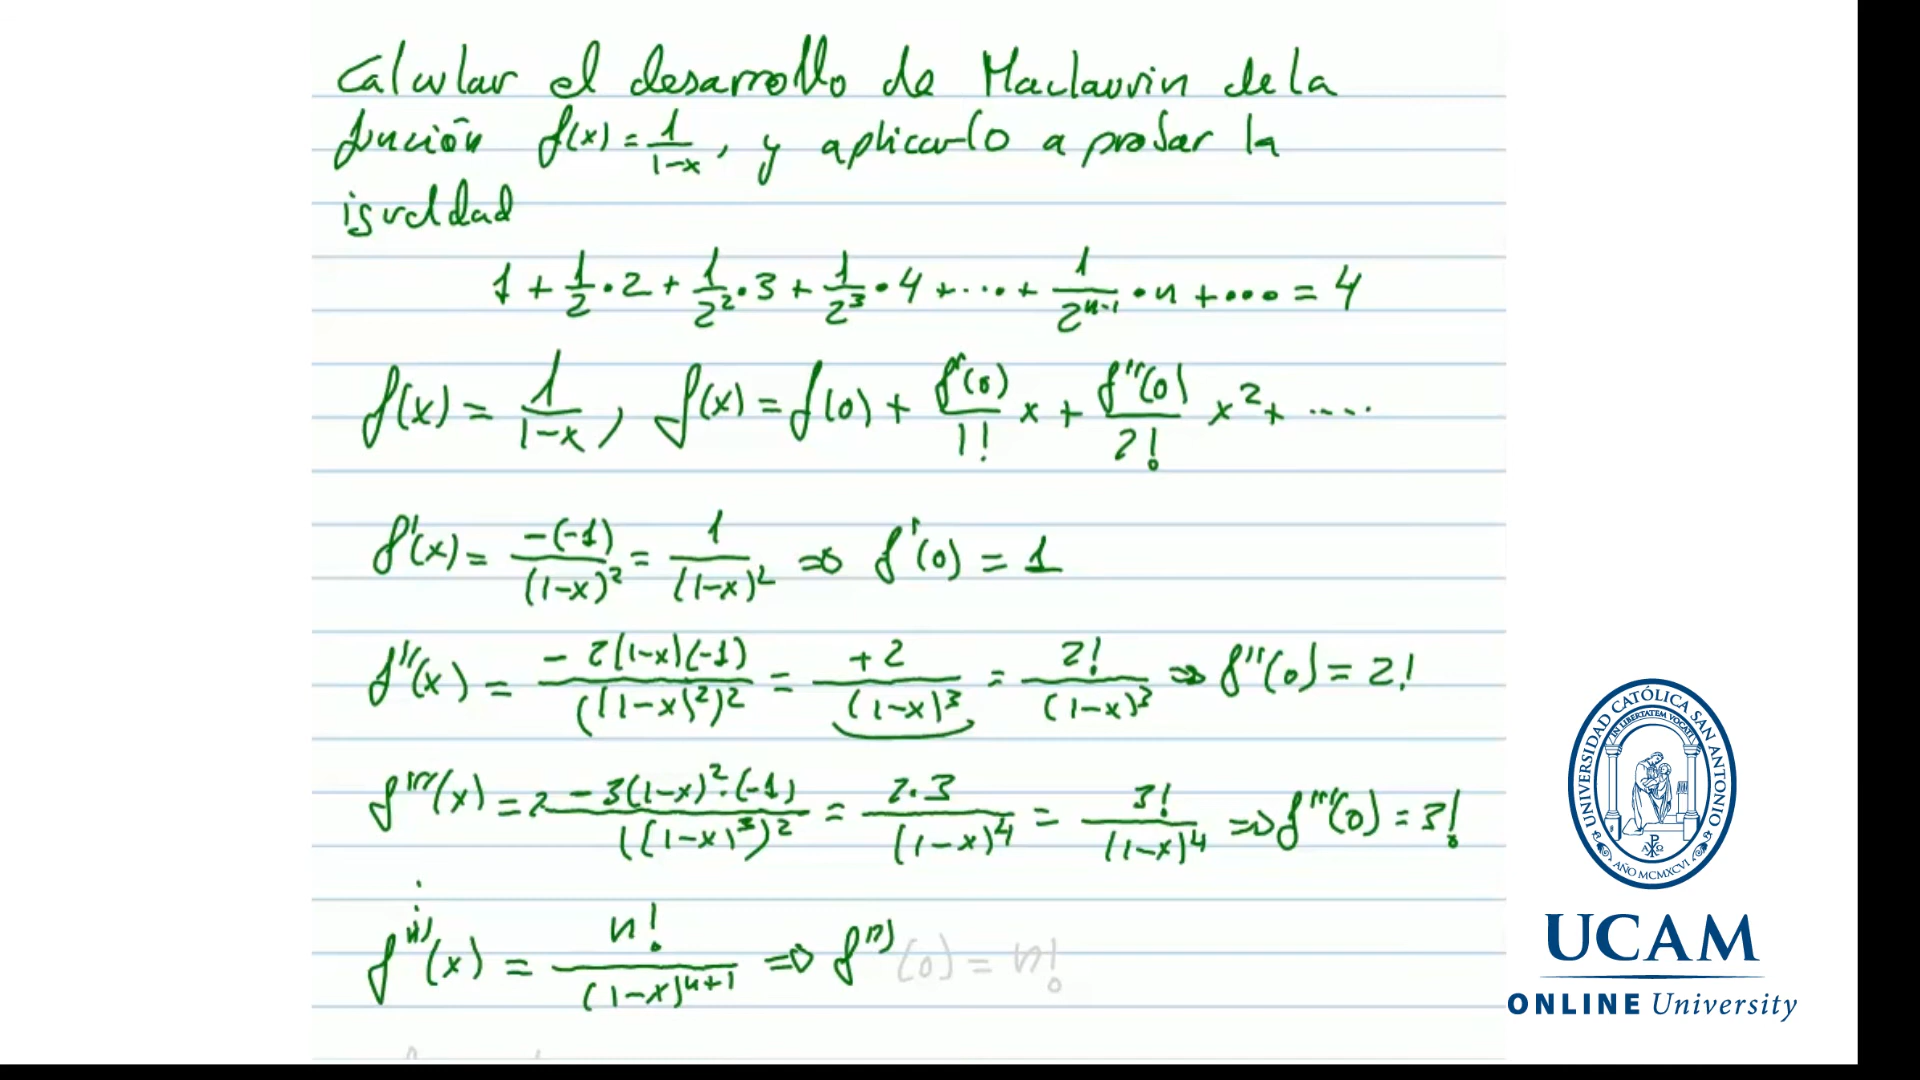 Calcular el desarrollo de Maclaurin de la
función f(x) = 1/(1-x), y aplicarlo a probar la
igualdad
1 + 1/2 · 2 + 1/2² · 3 + 1/2³ · 4 + ... + 1/2ⁿ⁻¹ · n + ... = 4
f(x) = 1/(1-x), f(x) = f(0) + f'(0)/1! x + f''(0)/2! x² + ....
f'(x) = -(-1)/(1-x)² = 1/(1-x)² ⇒ f'(0) = 1
f''(x) = -2(1-x)(-1)/((1-x)²)² = +2/(1-x)³ = 2!/(1-x)³ ⇒ f''(0) = 2!
f'''(x) = 2 -3(1-x)²·(-1)/((1-x)³)² = 2·3/(1-x)⁴ = 3!/(1-x)⁴ ⇒ f'''(0) = 3!
f⁽ⁿ⁾(x) = n!/(1-x)ⁿ⁺¹ ⇒ f⁽ⁿ⁾(0) = n!
UNIVERSIDAD CATÓLICA SAN ANTONIO
IN LIBERTATEM VOCATI
AÑO MCMXCVI
UCAM
ONLINE University